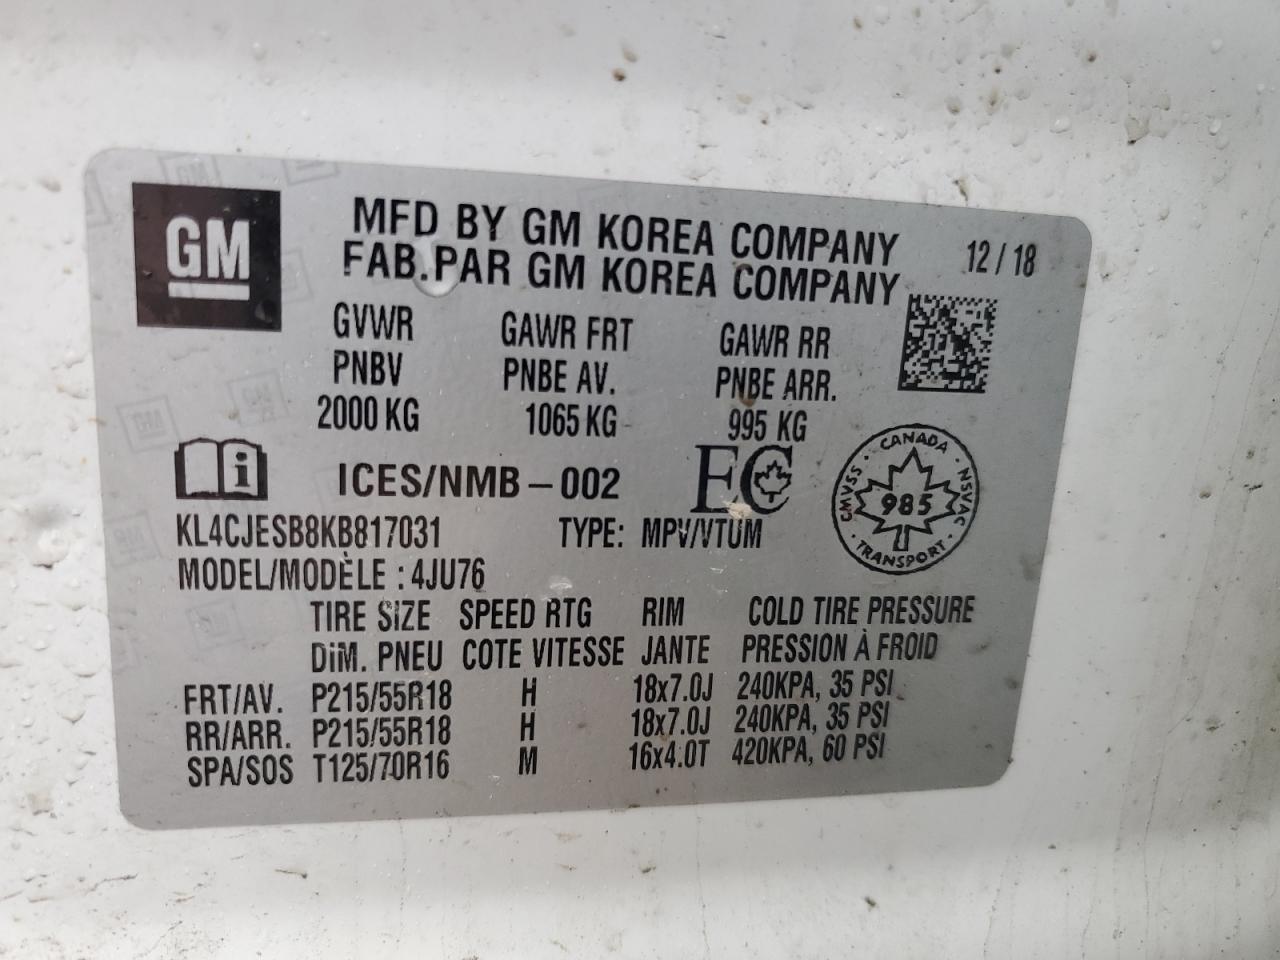 GM
MFD BY GM KOREA COMPANY 12/18
FAB.PAR GM KOREA COMPANY
GVWR GAWR FRT GAWR RR
PNBV PNBE AV. PNBE ARR.
2000 KG 1065 KG 995 KG
ICES/NMB-002 EC
CANADA
CMVSS 985 NSVAC
TRANSPORT
KL4CJESB8KB817031 TYPE: MPV/VTUM
MODEL/MODÈLE : 4JU76
TIRE SIZE SPEED RTG RIM COLD TIRE PRESSURE
DiM. PNEU COTE VITESSE JANTE PRESSION À FROID
FRT/AV. P215/55R18 H 18x7.0J 240KPA, 35 PSI
RR/ARR. P215/55R18 H 18x7.0J 240KPA, 35 PSI
SPA/SOS T125/70R16 M 16x4.0T 420KPA, 60 PSI